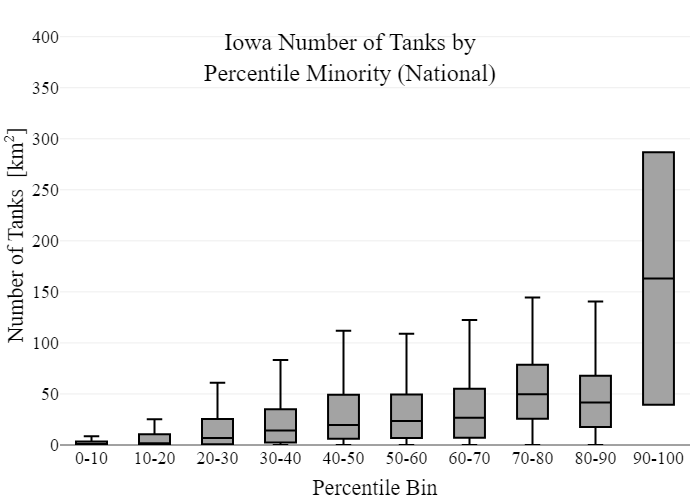 Iowa Number of Tanks by
Percentile Minority (National)
Number of Tanks [km²]
400
350
300
250
200
150
100
50
0
0-10 10-20 20-30 30-40 40-50 50-60 60-70 70-80 80-90 90-100
Percentile Bin